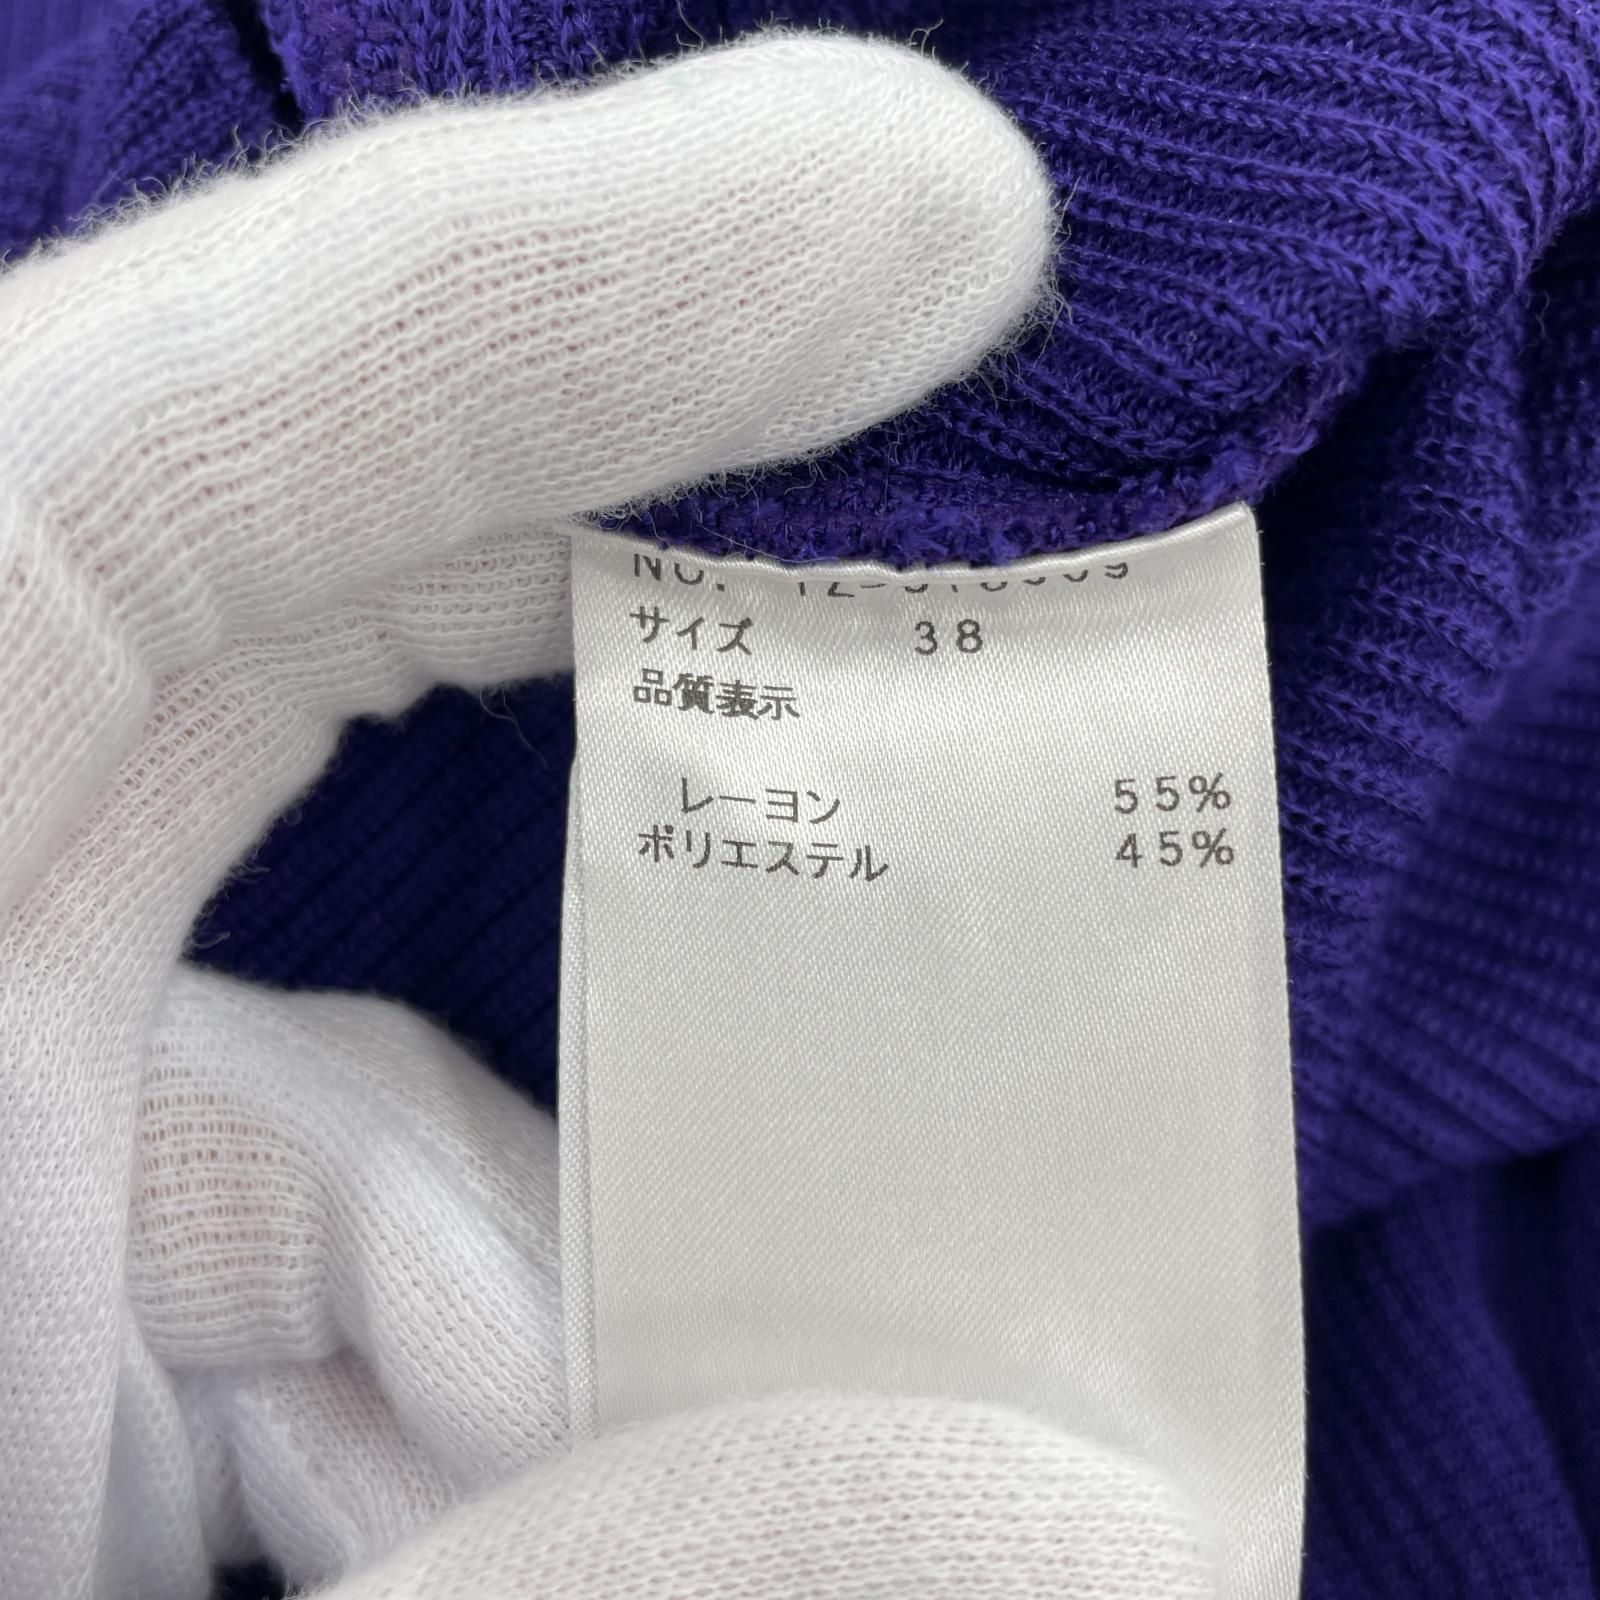 NO.
サイズ 38
品質表示
レーヨン 55%
ポリエステル 45%